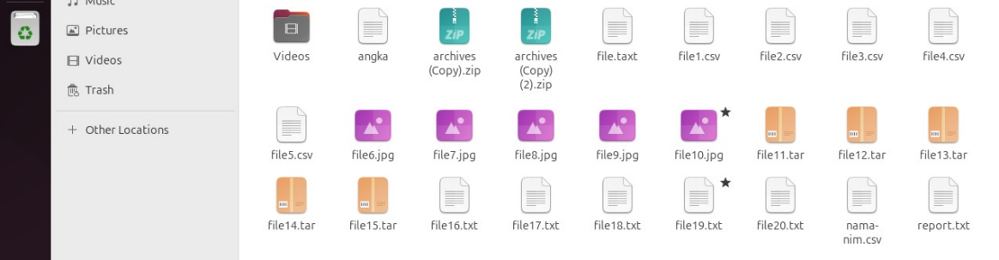 Music
Pictures
Videos
Trash
Other Locations
Videos
angka
ZiP
archives
(Copy).zip
ZiP
archives
(Copy)
(2).zip
file.taxt
file1.csv
file2.csv
file3.csv
file4.csv
file5.csv
file6.jpg
file7.jpg
file8.jpg
file9.jpg
file10.jpg
file11.tar
file12.tar
file13.tar
file14.tar
file15.tar
file16.txt
file17.txt
file18.txt
file19.txt
file20.txt
nama-
nim.csv
report.txt